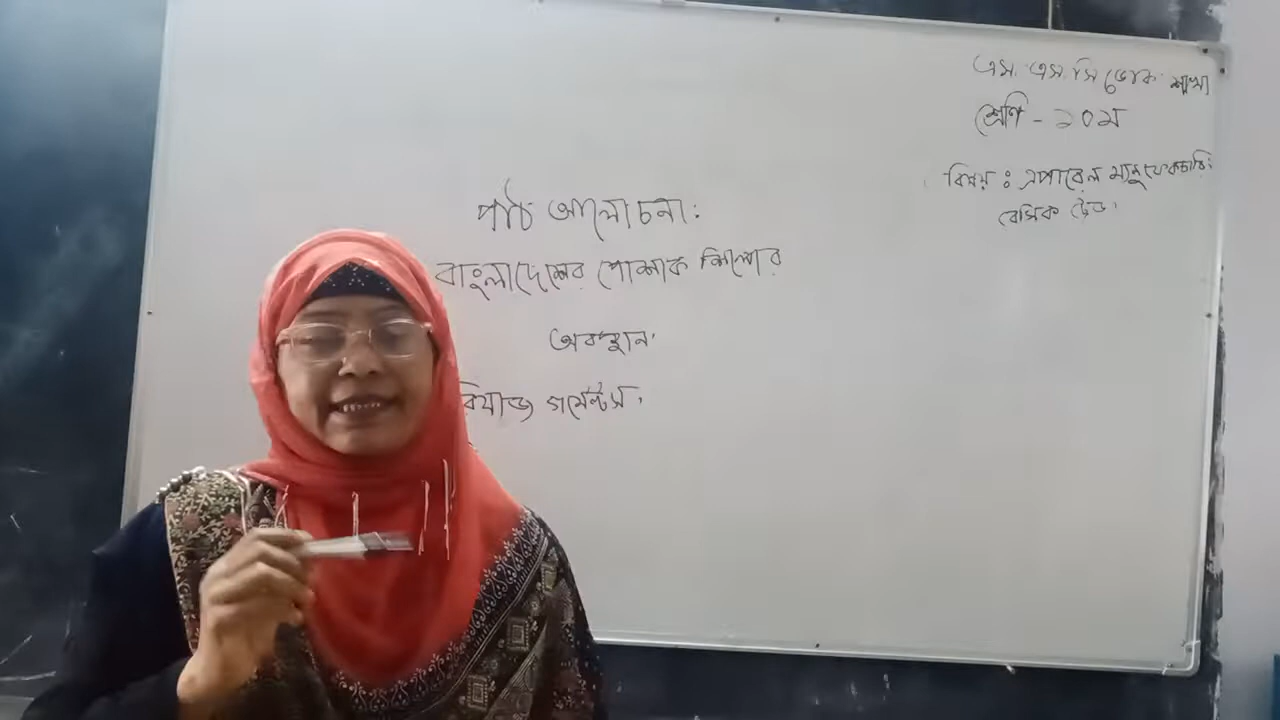 এস. এস. সি ভোক শাখা
শ্রেণি - ১০ম
বিষয় ঃ এপারেল ম্যানুফেকচারিং
বেসিক ট্রেড।
পাঠ আলোচনা:
বাংলাদেশের পোশাক শিল্পের
অবস্থান।
রিয়াজ গার্মেন্টস।